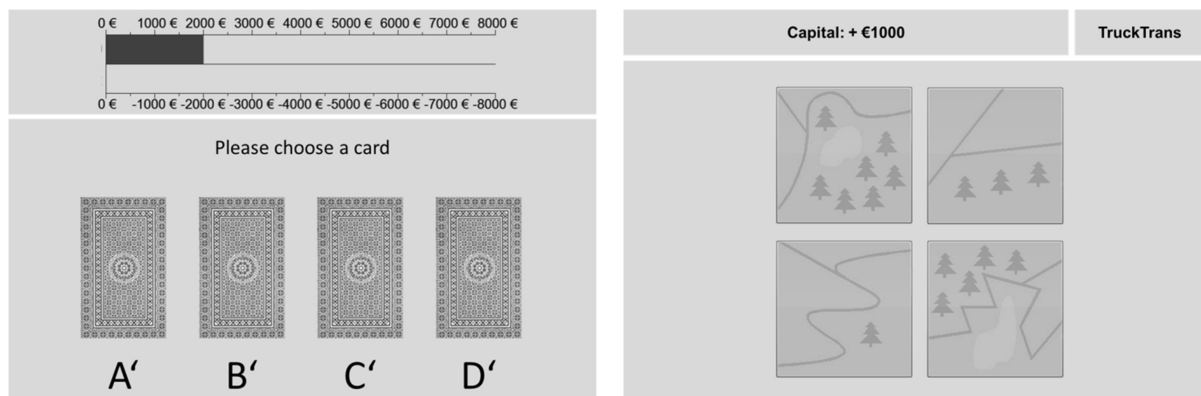 0 € 1000 € 2000 € 3000 € 4000 € 5000 € 6000 € 7000 € 8000 €
0 € -1000 € -2000 € -3000 € -4000 € -5000 € -6000 € -7000 € -8000 €
Please choose a card
A‘ B‘ C‘ D‘
Capital: + €1000
TruckTrans